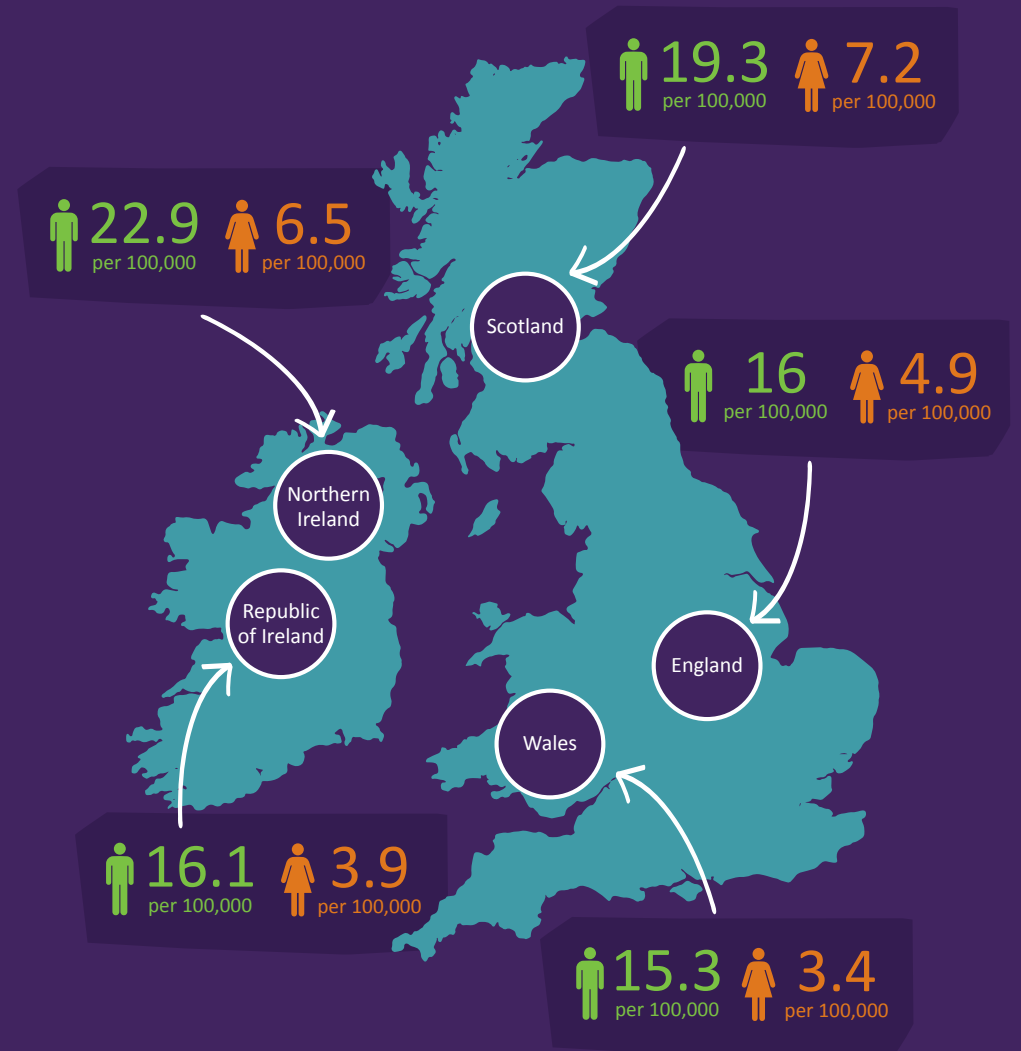 19.3 7.2
per 100,000 per 100,000
22.9 6.5
per 100,000 per 100,000
Scotland
16 4.9
per 100,000 per 100,000
Northern
Ireland
Republic
of Ireland
England
Wales
16.1 3.9
per 100,000 per 100,000
15.3 3.4
per 100,000 per 100,000